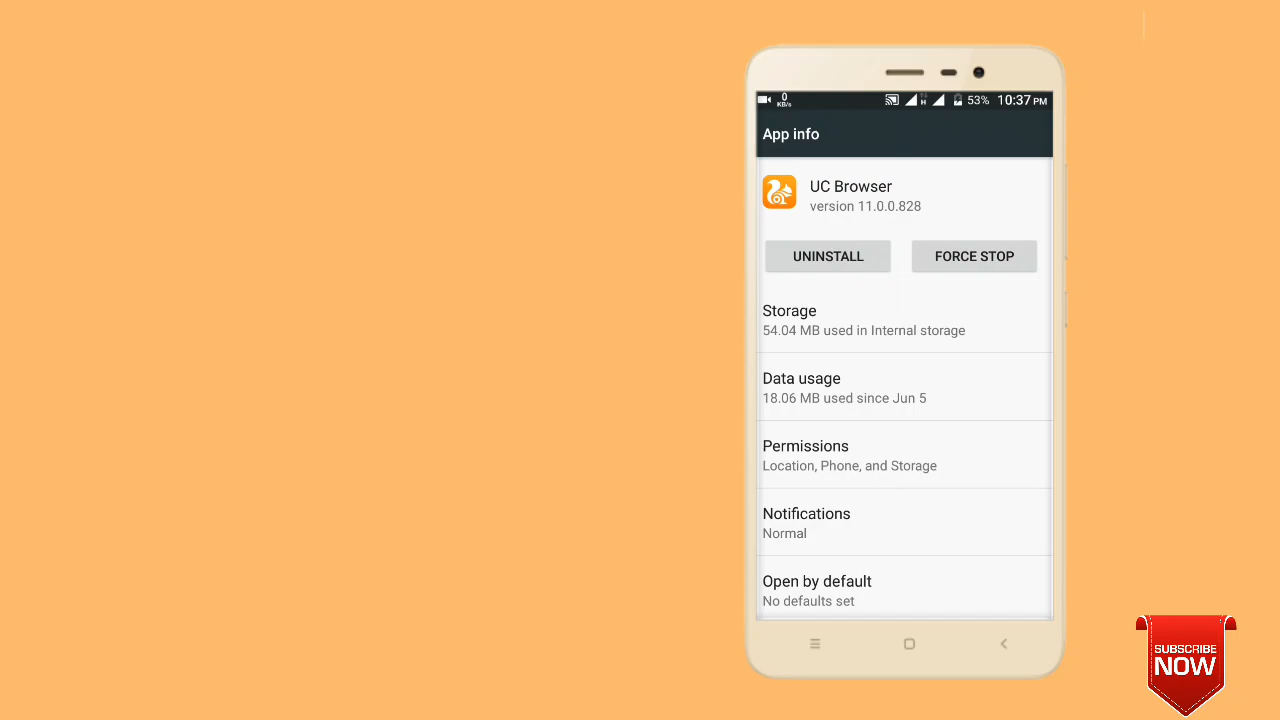 0
KB/s
H
53%
10:37 PM
App info
UC Browser
version 11.0.0.828
UNINSTALL
FORCE STOP
Storage
54.04 MB used in Internal storage
Data usage
18.06 MB used since Jun 5
Permissions
Location, Phone, and Storage
Notifications
Normal
Open by default
No defaults set
SUBSCRIBE
NOW